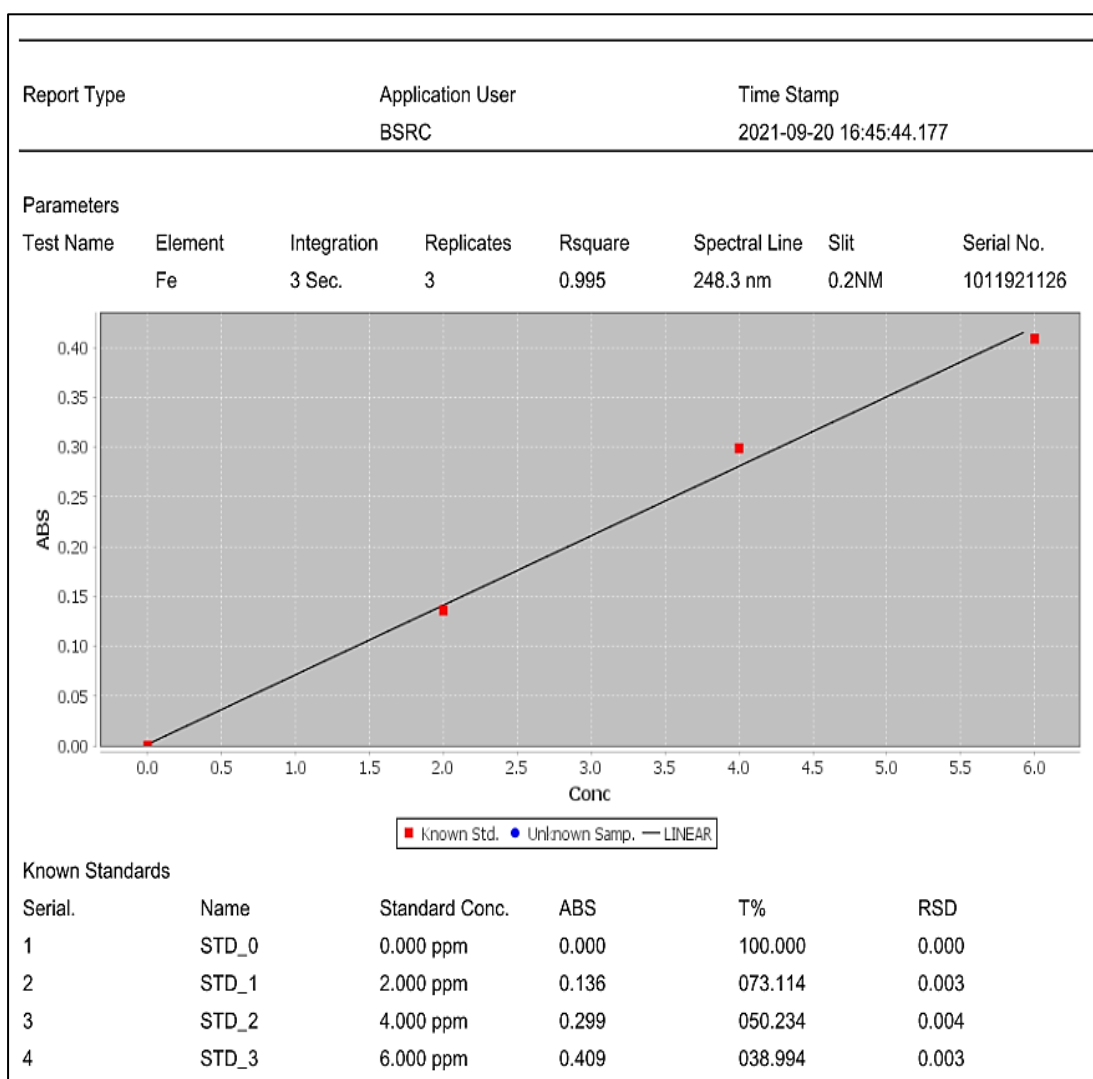 Report Type Application User Time Stamp
BSRC 2021-09-20 16:45:44.177
Parameters
Test Name Element Integration Replicates Rsquare Spectral Line Slit Serial No.
Fe 3 Sec. 3 0.995 248.3 nm 0.2NM 1011921126
0.40
0.35
0.30
0.25
0.20
0.15
0.10
0.05
0.00
ABS
0.0 0.5 1.0 1.5 2.0 2.5 3.0 3.5 4.0 4.5 5.0 5.5 6.0
Conc
Known Std. Unknown Samp. LINEAR
Known Standards
Serial. Name Standard Conc. ABS T% RSD
1 STD_0 0.000 ppm 0.000 100.000 0.000
2 STD_1 2.000 ppm 0.136 073.114 0.003
3 STD_2 4.000 ppm 0.299 050.234 0.004
4 STD_3 6.000 ppm 0.409 038.994 0.003